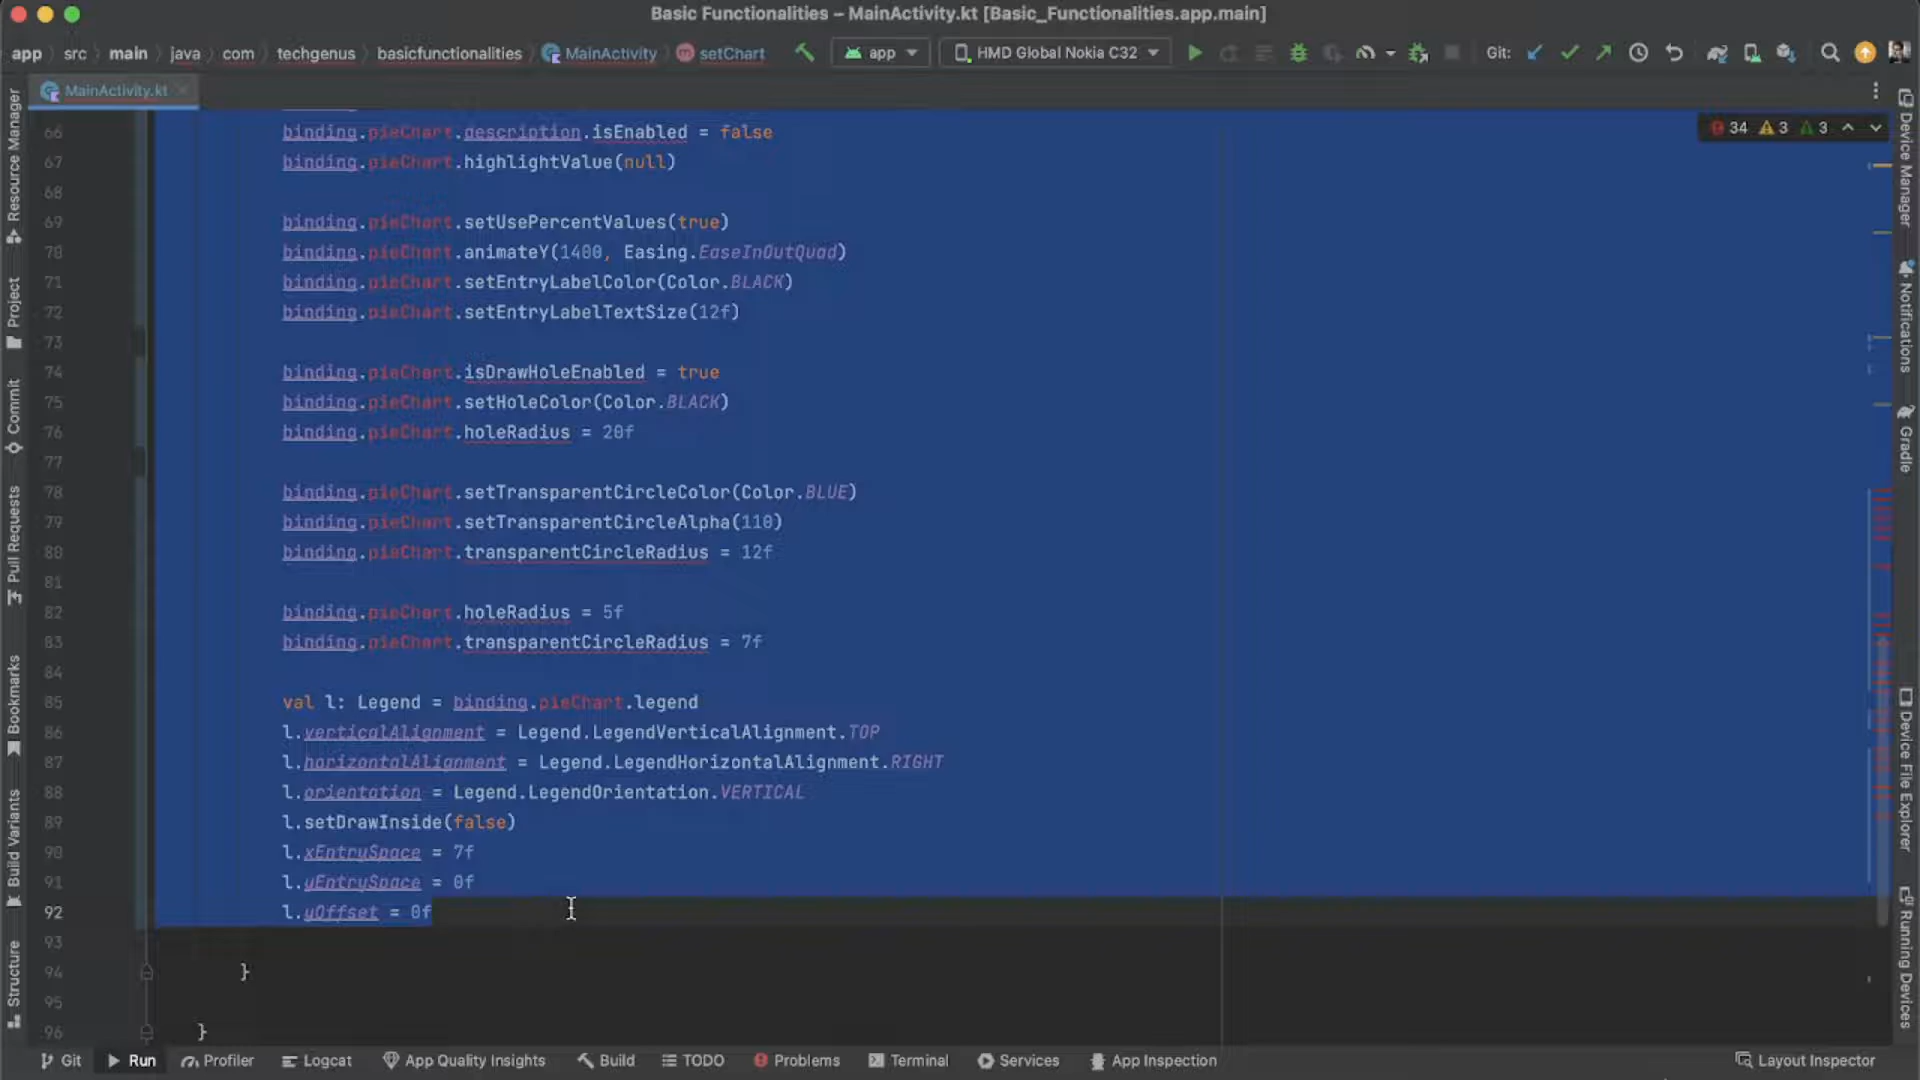 Basic Functionalities – MainActivity.kt [Basic_Functionalities.app.main]
app › src › main › java › com › techgenus › basicfunctionalities › MainActivity setChart app HMD Global Nokia C32 Git:
MainActivity.kt
34 3 3
66 binding.pieChart.description.isEnabled = false
67 binding.pieChart.highlightValue(null)
68
69 binding.pieChart.setUsePercentValues(true)
70 binding.pieChart.animateY(1400, Easing.EaseInOutQuad)
71 binding.pieChart.setEntryLabelColor(Color.BLACK)
72 binding.pieChart.setEntryLabelTextSize(12f)
73
74 binding.pieChart.isDrawHoleEnabled = true
75 binding.pieChart.setHoleColor(Color.BLACK)
76 binding.pieChart.holeRadius = 20f
77
78 binding.pieChart.setTransparentCircleColor(Color.BLUE)
79 binding.pieChart.setTransparentCircleAlpha(110)
80 binding.pieChart.transparentCircleRadius = 12f
81
82 binding.pieChart.holeRadius = 5f
83 binding.pieChart.transparentCircleRadius = 7f
84
85 val l: Legend = binding.pieChart.legend
86 l.verticalAlignment = Legend.LegendVerticalAlignment.TOP
87 l.horizontalAlignment = Legend.LegendHorizontalAlignment.RIGHT
88 l.orientation = Legend.LegendOrientation.VERTICAL
89 l.setDrawInside(false)
90 l.xEntrySpace = 7f
91 l.yEntrySpace = 0f
92 l.yOffset = 0f
93
94 }
95
96 }
Resource Manager
Project
Commit
Pull Requests
Bookmarks
Build Variants
Structure
Device Manager
Notifications
Gradle
Device File Explorer
Running Devices
Git Run Profiler Logcat App Quality Insights Build TODO Problems Terminal Services App Inspection Layout Inspector